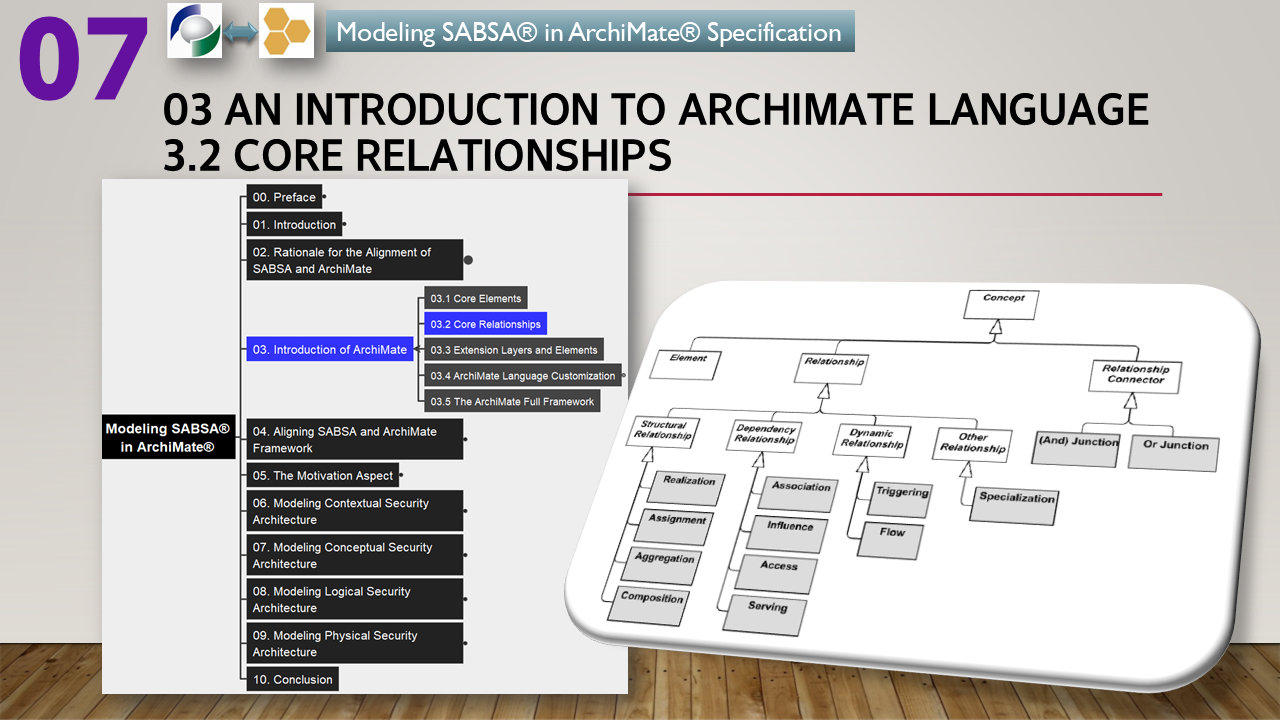 07
Modeling SABSA® in ArchiMate® Specification
03 AN INTRODUCTION TO ARCHIMATE LANGUAGE
3.2 CORE RELATIONSHIPS
Modeling SABSA®
in ArchiMate®
00. Preface
01. Introduction
02. Rationale for the Alignment of
SABSA and ArchiMate
03. Introduction of ArchiMate
03.1 Core Elements
03.2 Core Relationships
03.3 Extension Layers and Elements
03.4 ArchiMate Language Customization
03.5 The ArchiMate Full Framework
04. Aligning SABSA and ArchiMate
Framework
05. The Motivation Aspect
06. Modeling Contextual Security
Architecture
07. Modeling Conceptual Security
Architecture
08. Modeling Logical Security
Architecture
09. Modeling Physical Security
Architecture
10. Conclusion
Concept
Element
Relationship
Relationship
Connector
Structural
Relationship
Dependency
Relationship
Dynamic
Relationship
Other
Relationship
(And) Junction
Or Junction
Realization
Assignment
Aggregation
Composition
Association
Influence
Access
Serving
Triggering
Flow
Specialization